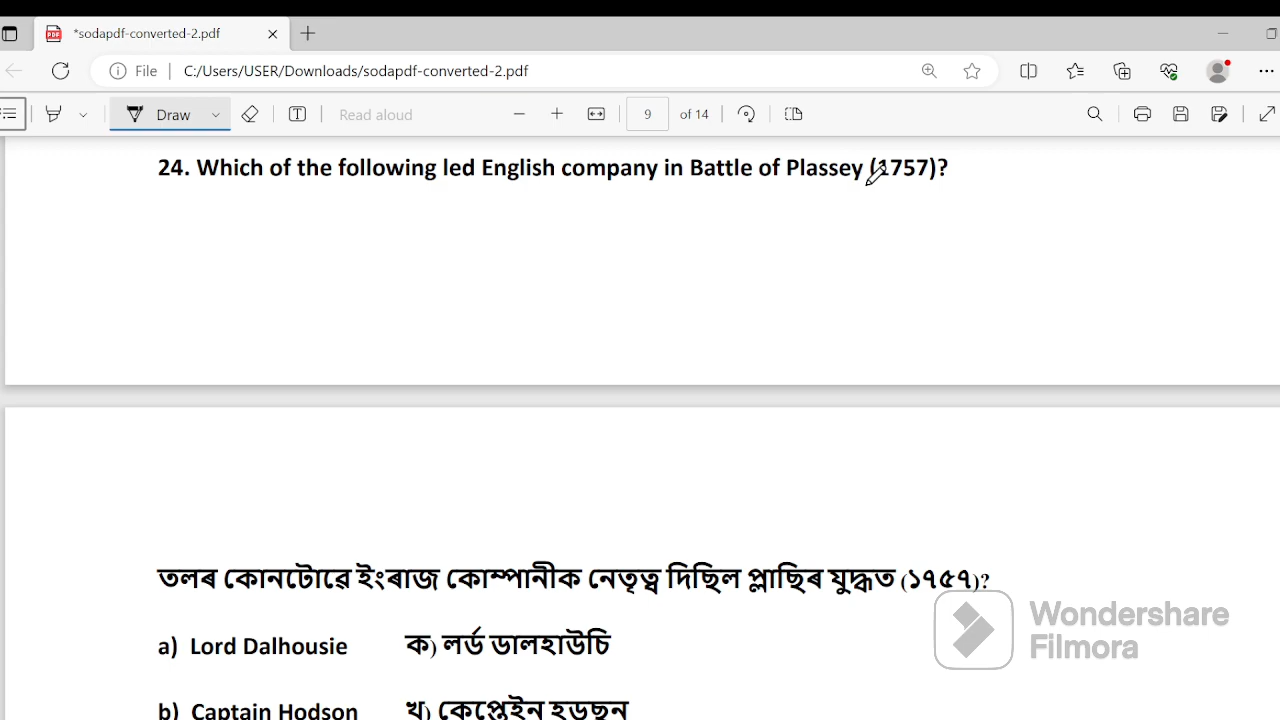 *sodapdf-converted-2.pdf
File C:/Users/USER/Downloads/sodapdf-converted-2.pdf
Draw Read aloud 9 of 14
24. Which of the following led English company in Battle of Plassey (1757)?
তলৰ কোনটোৱে ইংৰাজ কোম্পানীক নেতৃত্ব দিছিল প্লাছিৰ যুদ্ধত (১৭৫৭)?
Wondershare
Filmora
a) Lord Dalhousie ক) লৰ্ড ডালহাউচি
b) Captain Hodson খ) কেপ্তেইন হডছন